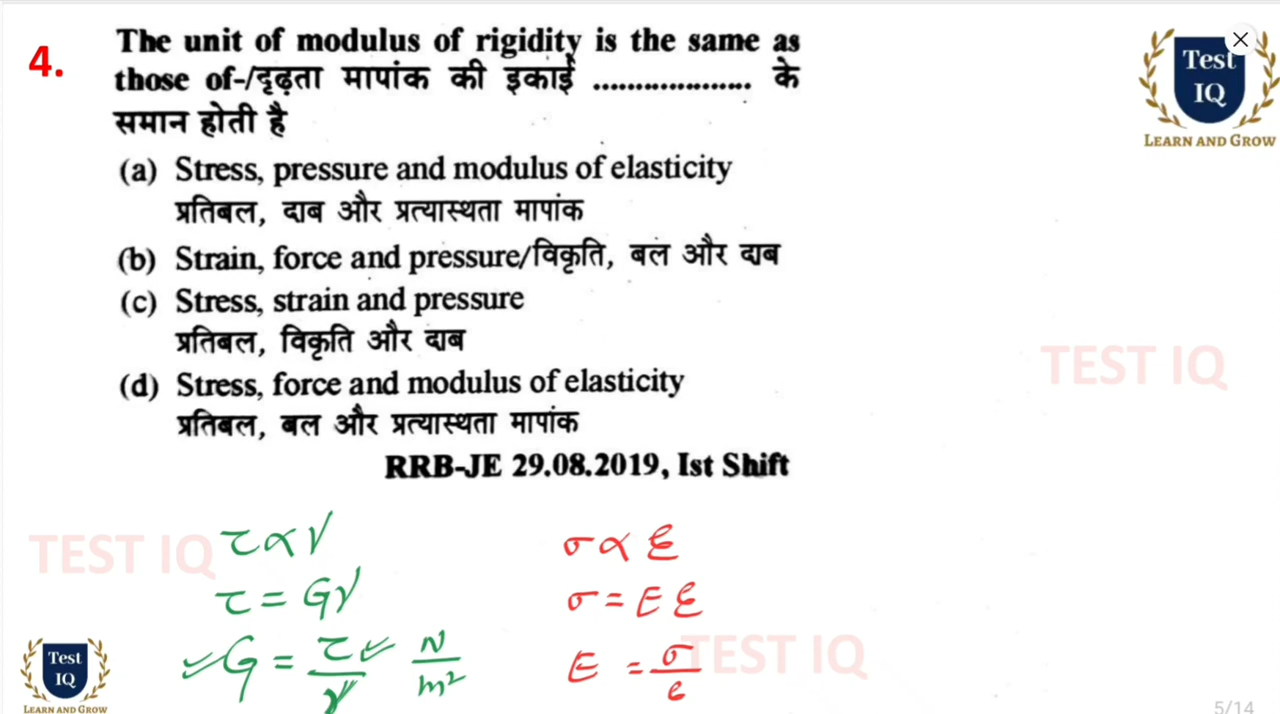 4.
The unit of modulus of rigidity is the same as
those of-/दृढ़ता मापांक की इकाई ................... के
समान होती है
(a) Stress, pressure and modulus of elasticity
प्रतिबल, दाब और प्रत्यास्थता मापांक
(b) Strain, force and pressure/विकृति, बल और दाब
(c) Stress, strain and pressure
प्रतिबल, विकृति और दाब
(d) Stress, force and modulus of elasticity
प्रतिबल, बल और प्रत्यास्थता मापांक
RRB-JE 29.08.2019, Ist Shift
Test
IQ
LEARN AND GROW
TEST IQ
TEST IQ
τ ∝ γ
τ = Gγ
✓G = τ✓/γ N/m²
σ ∝ ε
σ = E ε
E = σ/ε
TEST IQ
Test
IQ
LEARN AND GROW
5/14